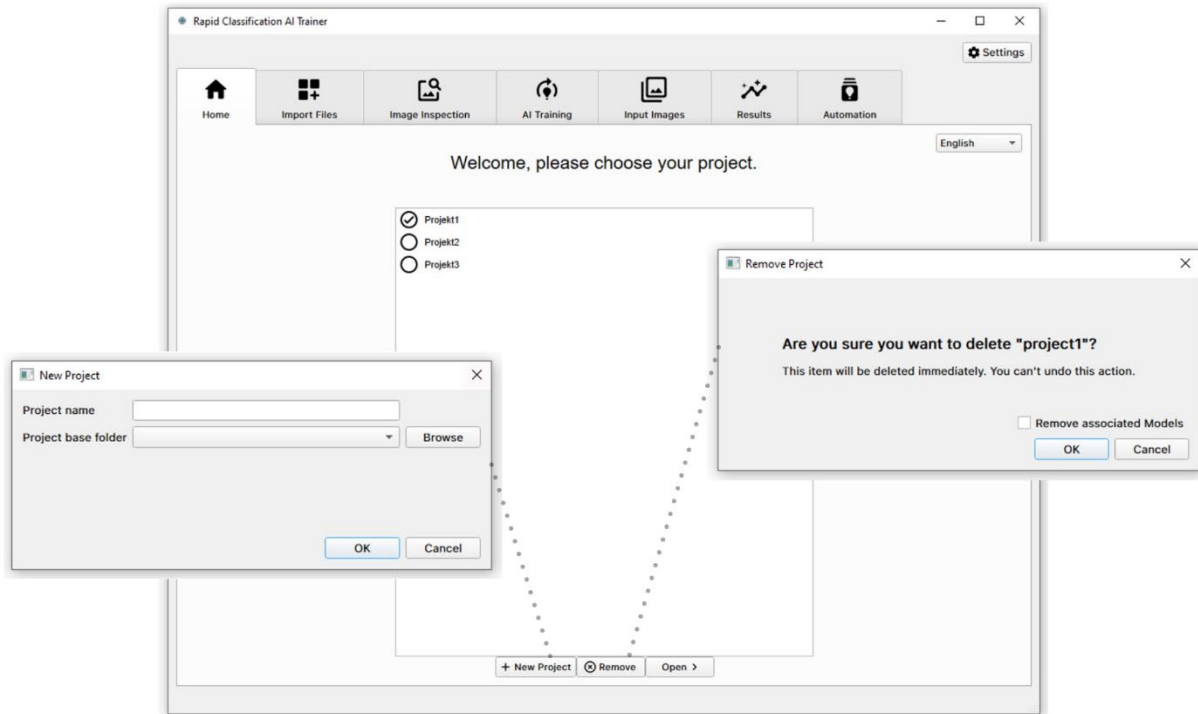 Rapid Classification AI Trainer
Settings
Home
Import Files
Image Inspection
AI Training
Input Images
Results
Automation
English
Welcome, please choose your project.
Projekt1
Projekt2
Projekt3
+ New Project
Remove
Open >
New Project
Project name
Project base folder
Browse
OK
Cancel
Remove Project
Are you sure you want to delete "project1"?
This item will be deleted immediately. You can't undo this action.
Remove associated Models
OK
Cancel